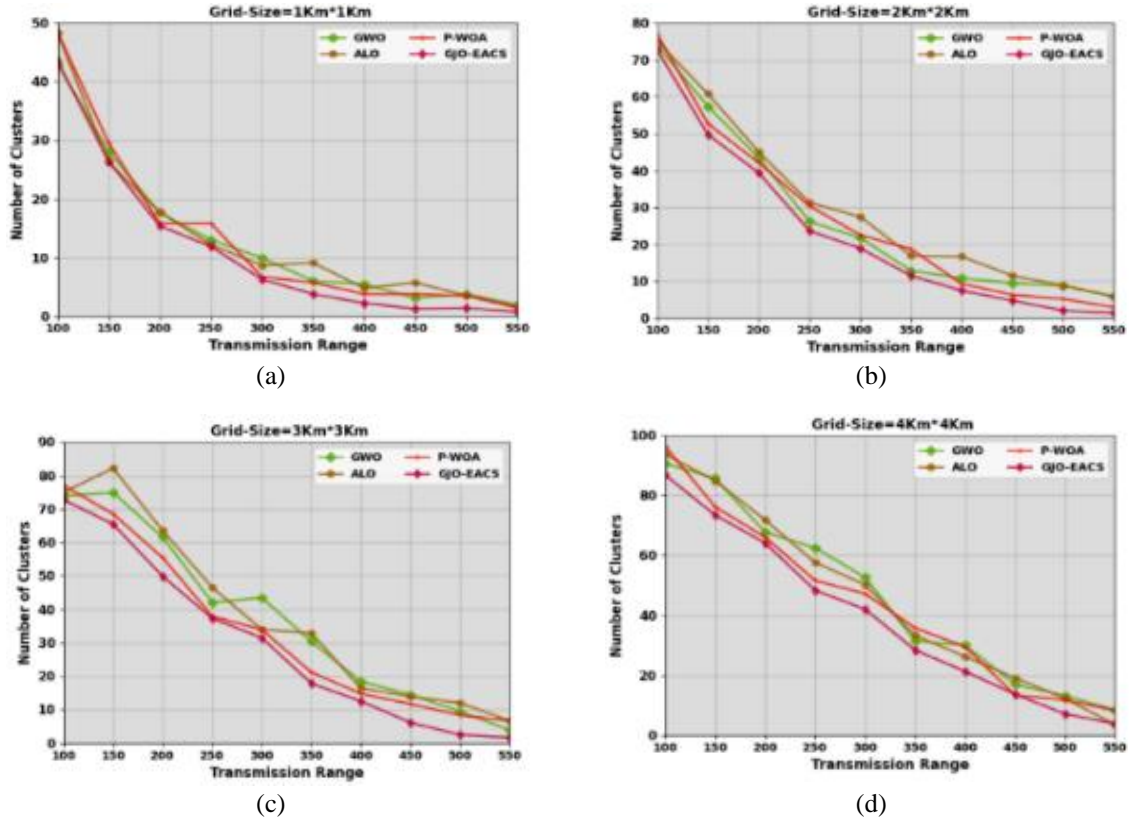 Grid-Size=1Km*1Km
50
40
30
20
10
0
Number of Clusters
GWO
ALO
P-WOA
GJO-EACS
100 150 200 250 300 350 400 450 500 550
Transmission Range
(a)
Grid-Size=2Km*2Km
80
70
60
50
40
30
20
10
0
Number of Clusters
GWO
ALO
P-WOA
GJO-EACS
100 150 200 250 300 350 400 450 500 550
Transmission Range
(b)
Grid-Size=3Km*3Km
90
80
70
60
50
40
30
20
10
0
Number of Clusters
GWO
ALO
P-WOA
GJO-EACS
100 150 200 250 300 350 400 450 500 550
Transmission Range
(c)
Grid-Size=4Km*4Km
100
80
60
40
20
0
Number of Clusters
GWO
ALO
P-WOA
GJO-EACS
100 150 200 250 300 350 400 450 500 550
Transmission Range
(d)